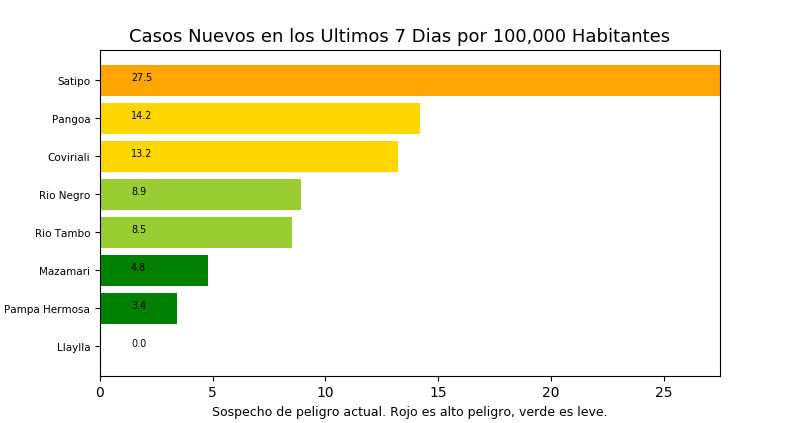 Casos Nuevos en los Ultimos 7 Dias por 100,000 Habitantes
Satipo 27.5
Pangoa 14.2
Coviriali 13.2
Rio Negro 8.9
Rio Tambo 8.5
Mazamari 4.8
Pampa Hermosa 3.4
Llaylla 0.0
0 5 10 15 20 25
Sospecho de peligro actual. Rojo es alto peligro, verde es leve.